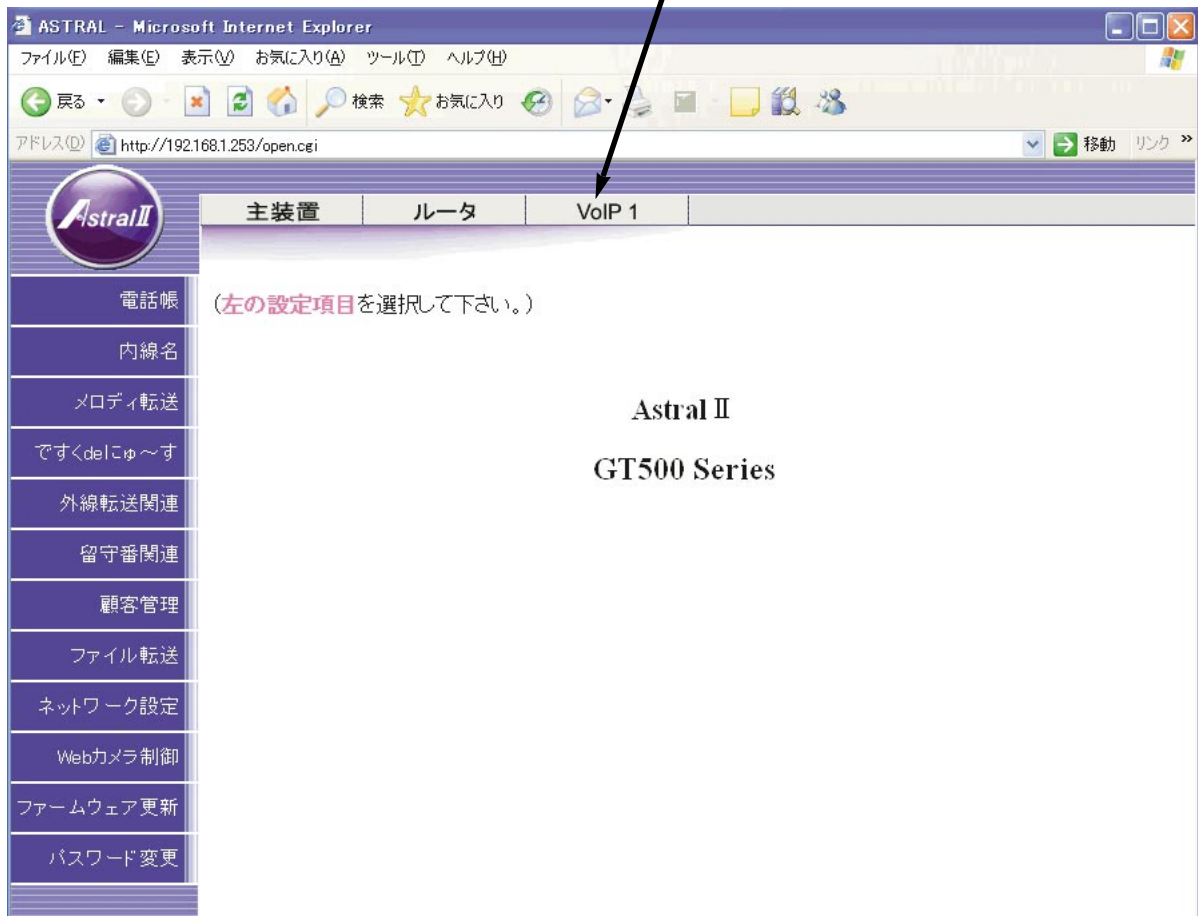 ASTRAL - Microsoft Internet Explorer
ファイル(F) 編集(E) 表示(V) お気に入り(A) ツール(T) ヘルプ(H)
戻る 検索 お気に入り
アドレス(D) http://192.168.1.253/open.cgi 移動 リンク »
AstralⅡ
主装置 ルータ VoIP 1
電話帳
内線名
メロディ転送
ですくdeにゅ～す
外線転送関連
留守番関連
顧客管理
ファイル転送
ネットワーク設定
Webカメラ制御
ファームウェア更新
パスワード変更
(左の設定項目を選択して下さい。)
Astral Ⅱ
GT500 Series